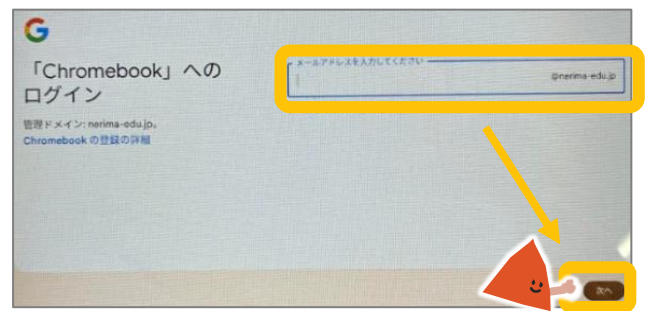 「Chromebook」への
ログイン
管理ドメイン: nerima-edu.jp。
Chromebook の登録の詳細
メールアドレスを入力してください
@nerima-edu.jp
次へ